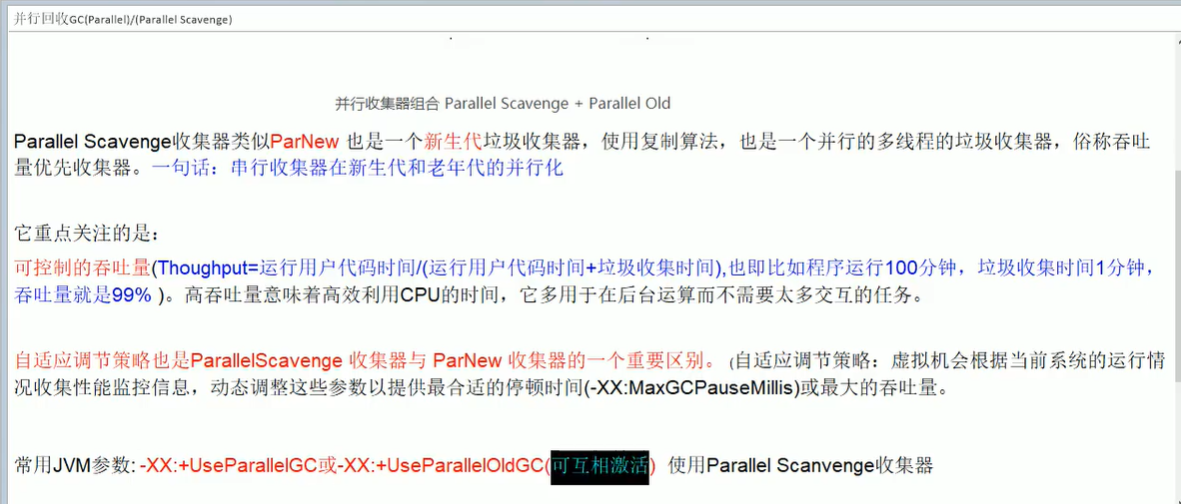 并行回收GC(Parallel)/(Parallel Scavenge)
并行收集器组合 Parallel Scavenge + Parallel Old
Parallel Scavenge收集器类似ParNew 也是一个新生代垃圾收集器，使用复制算法，也是一个并行的多线程的垃圾收集器，俗称吞吐
量优先收集器。一句话：串行收集器在新生代和老年代的并行化
它重点关注的是：
可控制的吞吐量(Thoughput=运行用户代码时间/(运行用户代码时间+垃圾收集时间),也即比如程序运行100分钟，垃圾收集时间1分钟，
吞吐量就是99% )。高吞吐量意味着高效利用CPU的时间，它多用于在后台运算而不需要太多交互的任务。
自适应调节策略也是ParallelScavenge 收集器与 ParNew 收集器的一个重要区别。(自适应调节策略：虚拟机会根据当前系统的运行情
况收集性能监控信息，动态调整这些参数以提供最合适的停顿时间(-XX:MaxGCPauseMillis)或最大的吞吐量。
常用JVM参数: -XX:+UseParallelGC或-XX:+UseParallelOldGC(可互相激活) 使用Parallel Scanvenge收集器